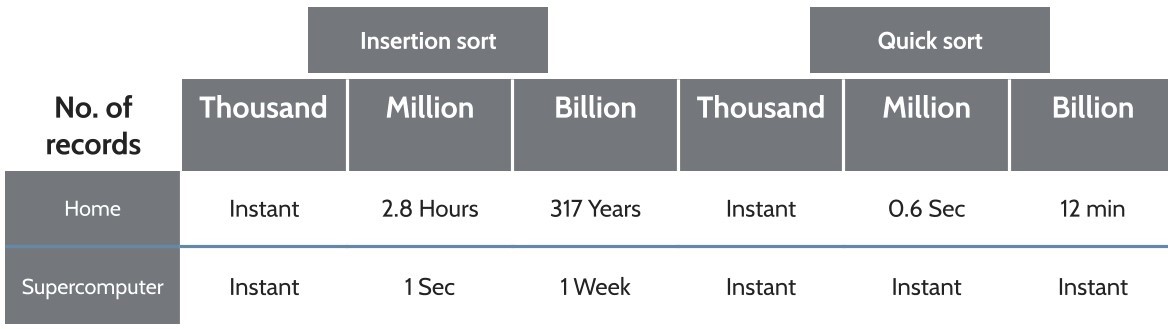 Insertion sort Quick sort
No. of records Thousand Million Billion Thousand Million Billion
Home Instant 2.8 Hours 317 Years Instant 0.6 Sec 12 min
Supercomputer Instant 1 Sec 1 Week Instant Instant Instant